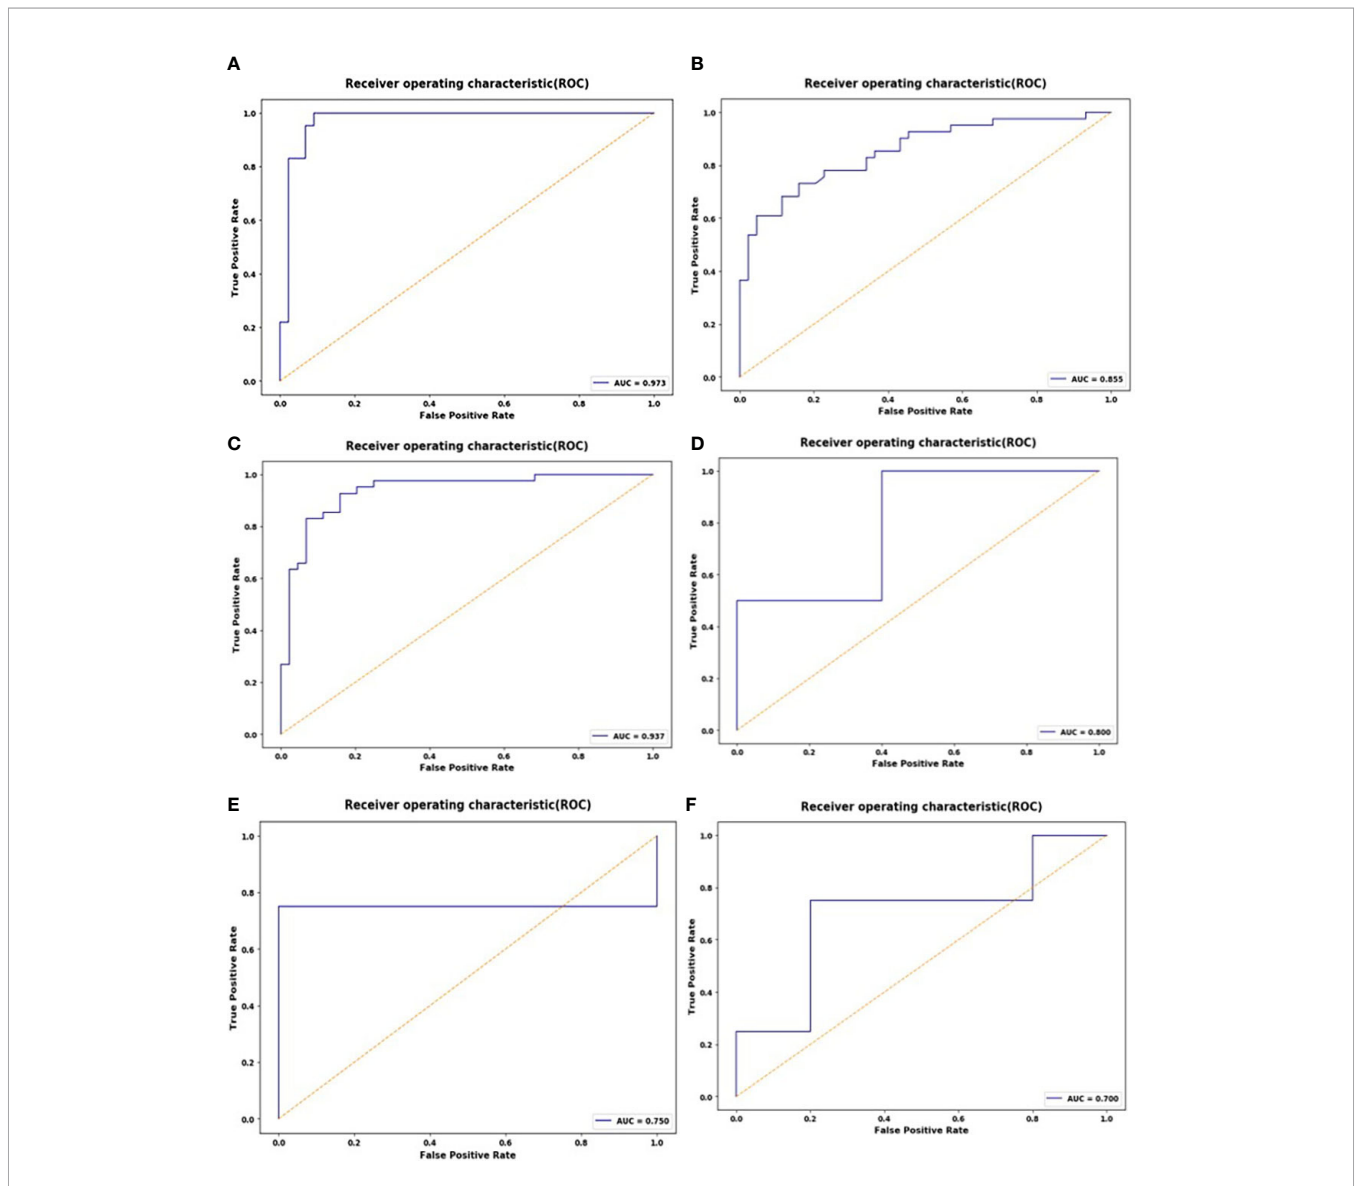 A
Receiver operating characteristic(ROC)
True Positive Rate
1.0
0.8
0.6
0.4
0.2
0.0
0.0 0.2 0.4 0.6 0.8 1.0
False Positive Rate
AUC = 0.973
B
Receiver operating characteristic(ROC)
True Positive Rate
1.0
0.8
0.6
0.4
0.2
0.0
0.0 0.2 0.4 0.6 0.8 1.0
False Positive Rate
AUC = 0.855
C
Receiver operating characteristic(ROC)
True Positive Rate
1.0
0.8
0.6
0.4
0.2
0.0
0.0 0.2 0.4 0.6 0.8 1.0
False Positive Rate
AUC = 0.937
D
Receiver operating characteristic(ROC)
True Positive Rate
1.0
0.8
0.6
0.4
0.2
0.0
0.0 0.2 0.4 0.6 0.8 1.0
False Positive Rate
AUC = 0.800
E
Receiver operating characteristic(ROC)
True Positive Rate
1.0
0.8
0.6
0.4
0.2
0.0
0.0 0.2 0.4 0.6 0.8 1.0
False Positive Rate
AUC = 0.750
F
Receiver operating characteristic(ROC)
True Positive Rate
1.0
0.8
0.6
0.4
0.2
0.0
0.0 0.2 0.4 0.6 0.8 1.0
False Positive Rate
AUC = 0.700